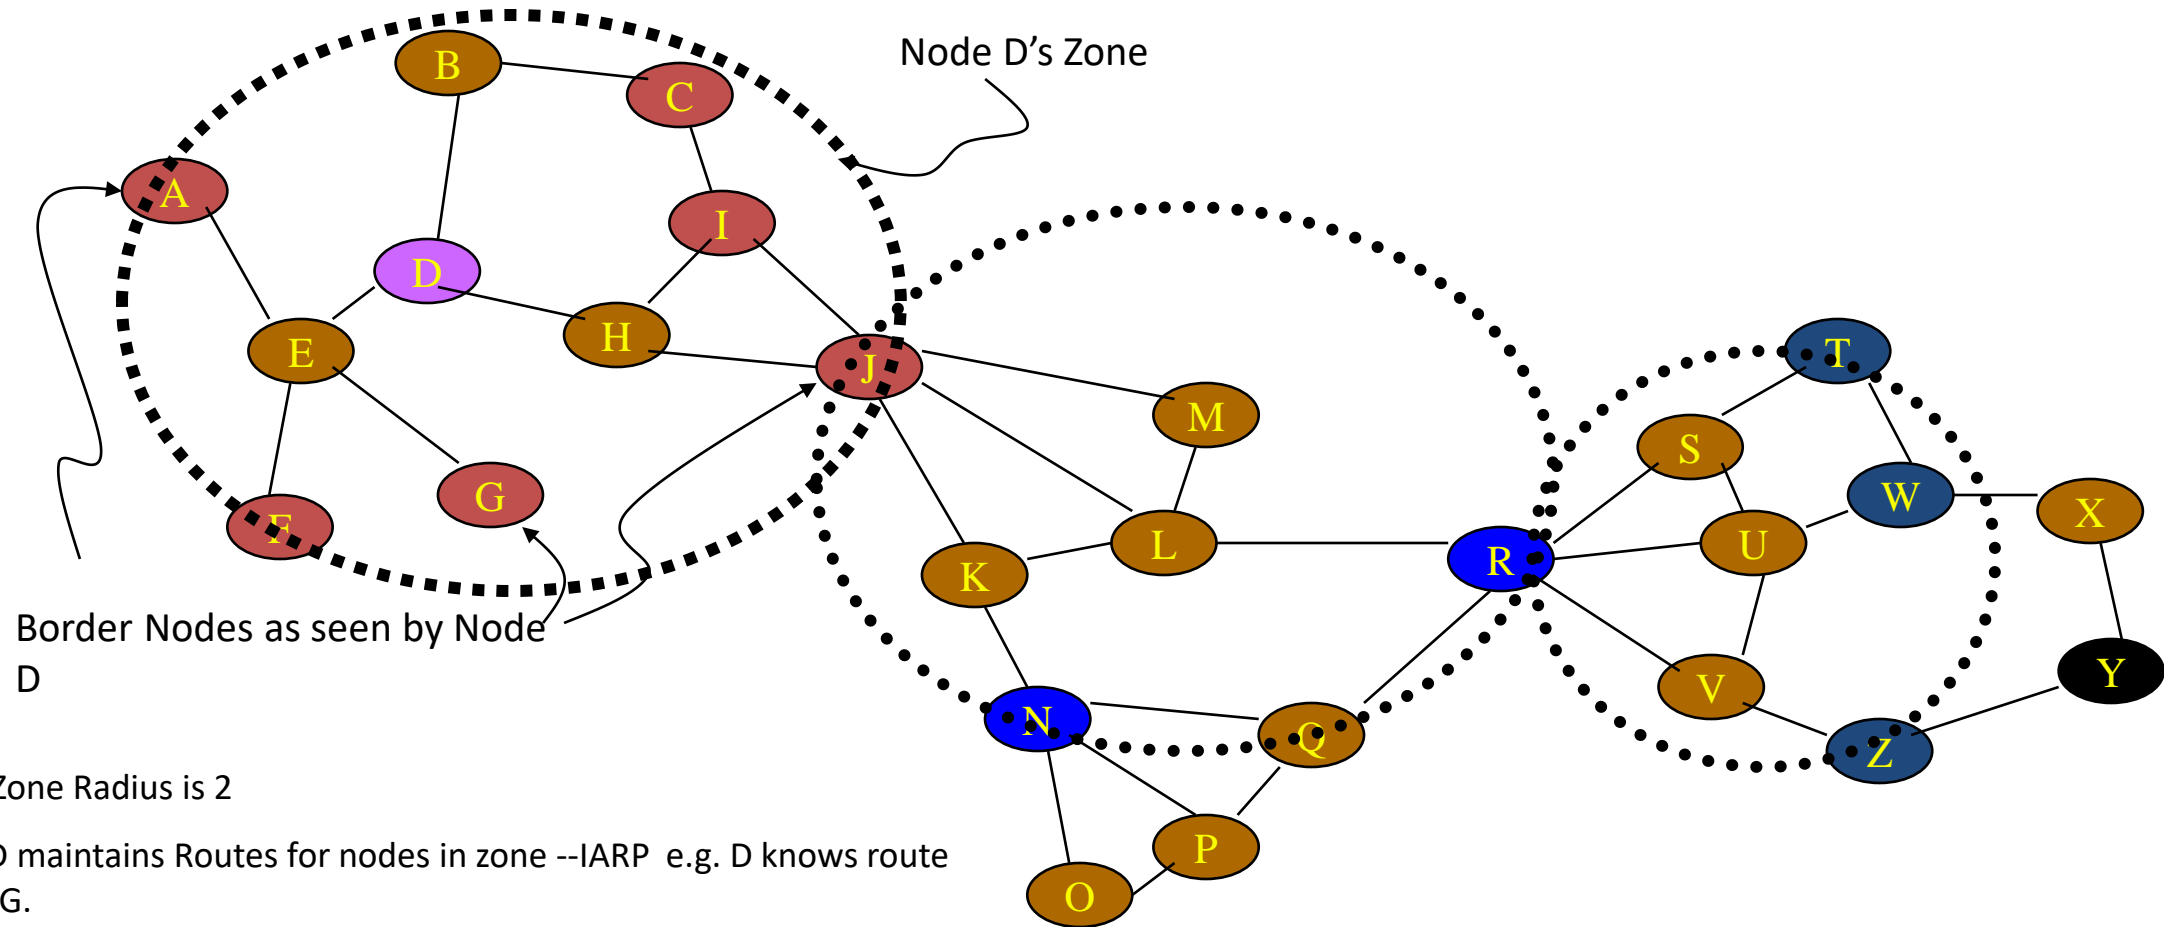 B
Node D’s Zone
C
A
I
D
H
E
J
T
M
S
G
W
X
F
L
U
R
K
Border Nodes as seen by Node
D
Y
V
N
Q
Z
Zone Radius is 2
D maintains Routes for nodes in zone --IARP e.g. D knows route
G.
P
O